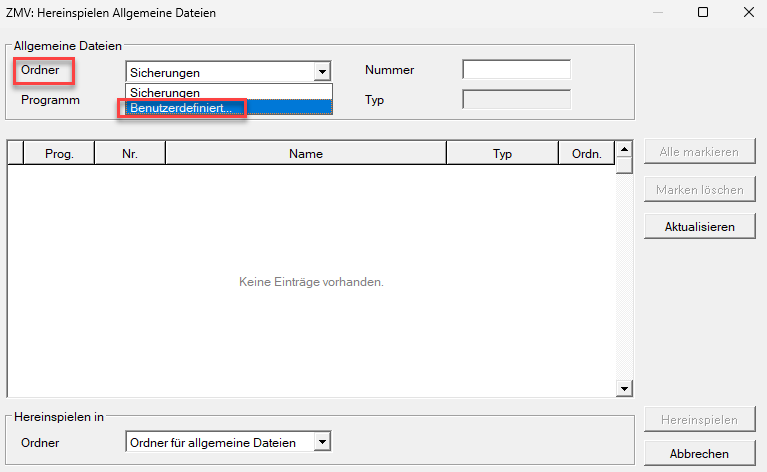 ZMV: Hereinspielen Allgemeine Dateien
Allgemeine Dateien
Ordner Sicherungen Nummer
Sicherungen
Programm Benutzerdefiniert... Typ
Prog. Nr. Name Typ Ordn.
Alle markieren
Marken löschen
Aktualisieren
Keine Einträge vorhanden.
Hereinspielen in
Hereinspielen
Ordner Ordner für allgemeine Dateien
Abbrechen